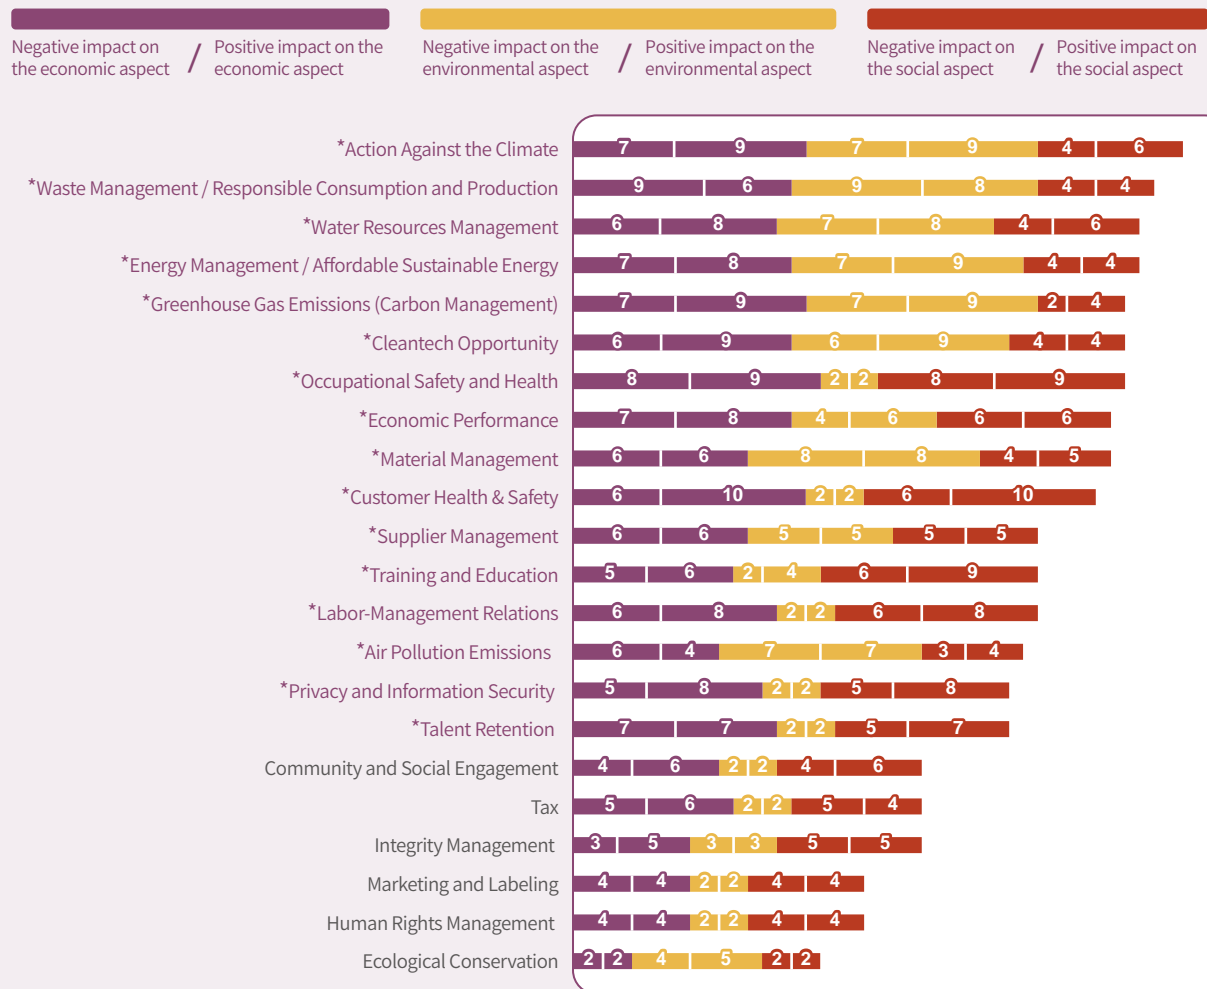 Negative impact on
the economic aspect
/
Positive impact on the
economic aspect
Negative impact on the
environmental aspect
/
Positive impact on the
environmental aspect
Negative impact on
the social aspect
/
Positive impact on
the social aspect
*Action Against the Climate 7 9 7 9 4 6
*Waste Management / Responsible Consumption and Production 9 6 9 8 4 4
*Water Resources Management 6 8 7 8 4 6
*Energy Management / Affordable Sustainable Energy 7 8 7 9 4 4
*Greenhouse Gas Emissions (Carbon Management) 7 9 7 9 2 4
*Cleantech Opportunity 6 9 6 9 4 4
*Occupational Safety and Health 8 9 2 2 8 9
*Economic Performance 7 8 4 6 6 6
*Material Management 6 6 8 8 4 5
*Customer Health & Safety 6 10 2 2 6 10
*Supplier Management 6 6 5 5 5 5
*Training and Education 5 6 2 4 6 9
*Labor-Management Relations 6 8 2 2 6 8
*Air Pollution Emissions 6 4 7 7 3 4
*Privacy and Information Security 5 8 2 2 5 8
*Talent Retention 7 7 2 2 5 7
Community and Social Engagement 4 6 2 2 4 6
Tax 5 6 2 2 5 4
Integrity Management 3 5 3 3 5 5
Marketing and Labeling 4 4 2 2 4 4
Human Rights Management 4 4 2 2 4 4
Ecological Conservation 2 2 4 5 2 2